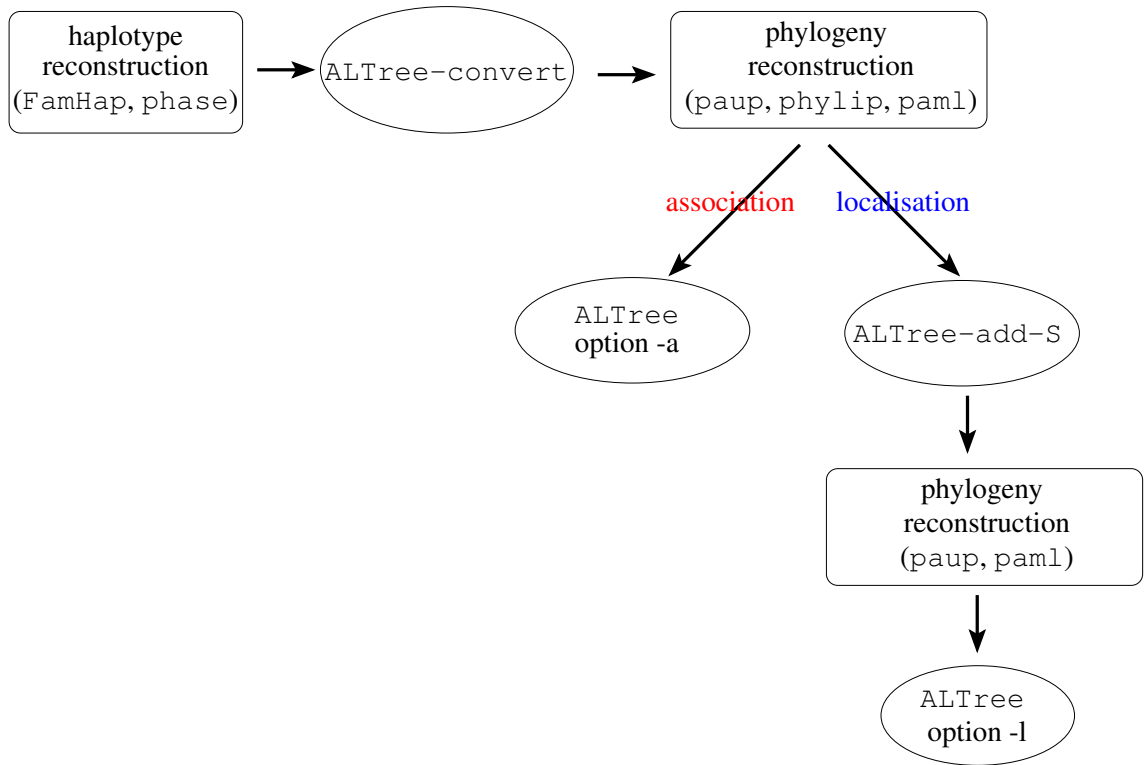 haplotype
reconstruction
(FamHap, phase)
ALTree-convert
phylogeny
reconstruction
(paup, phylip, paml)
association
localisation
ALTree
option -a
ALTree-add-S
phylogeny
reconstruction
(paup, paml)
ALTree
option -l